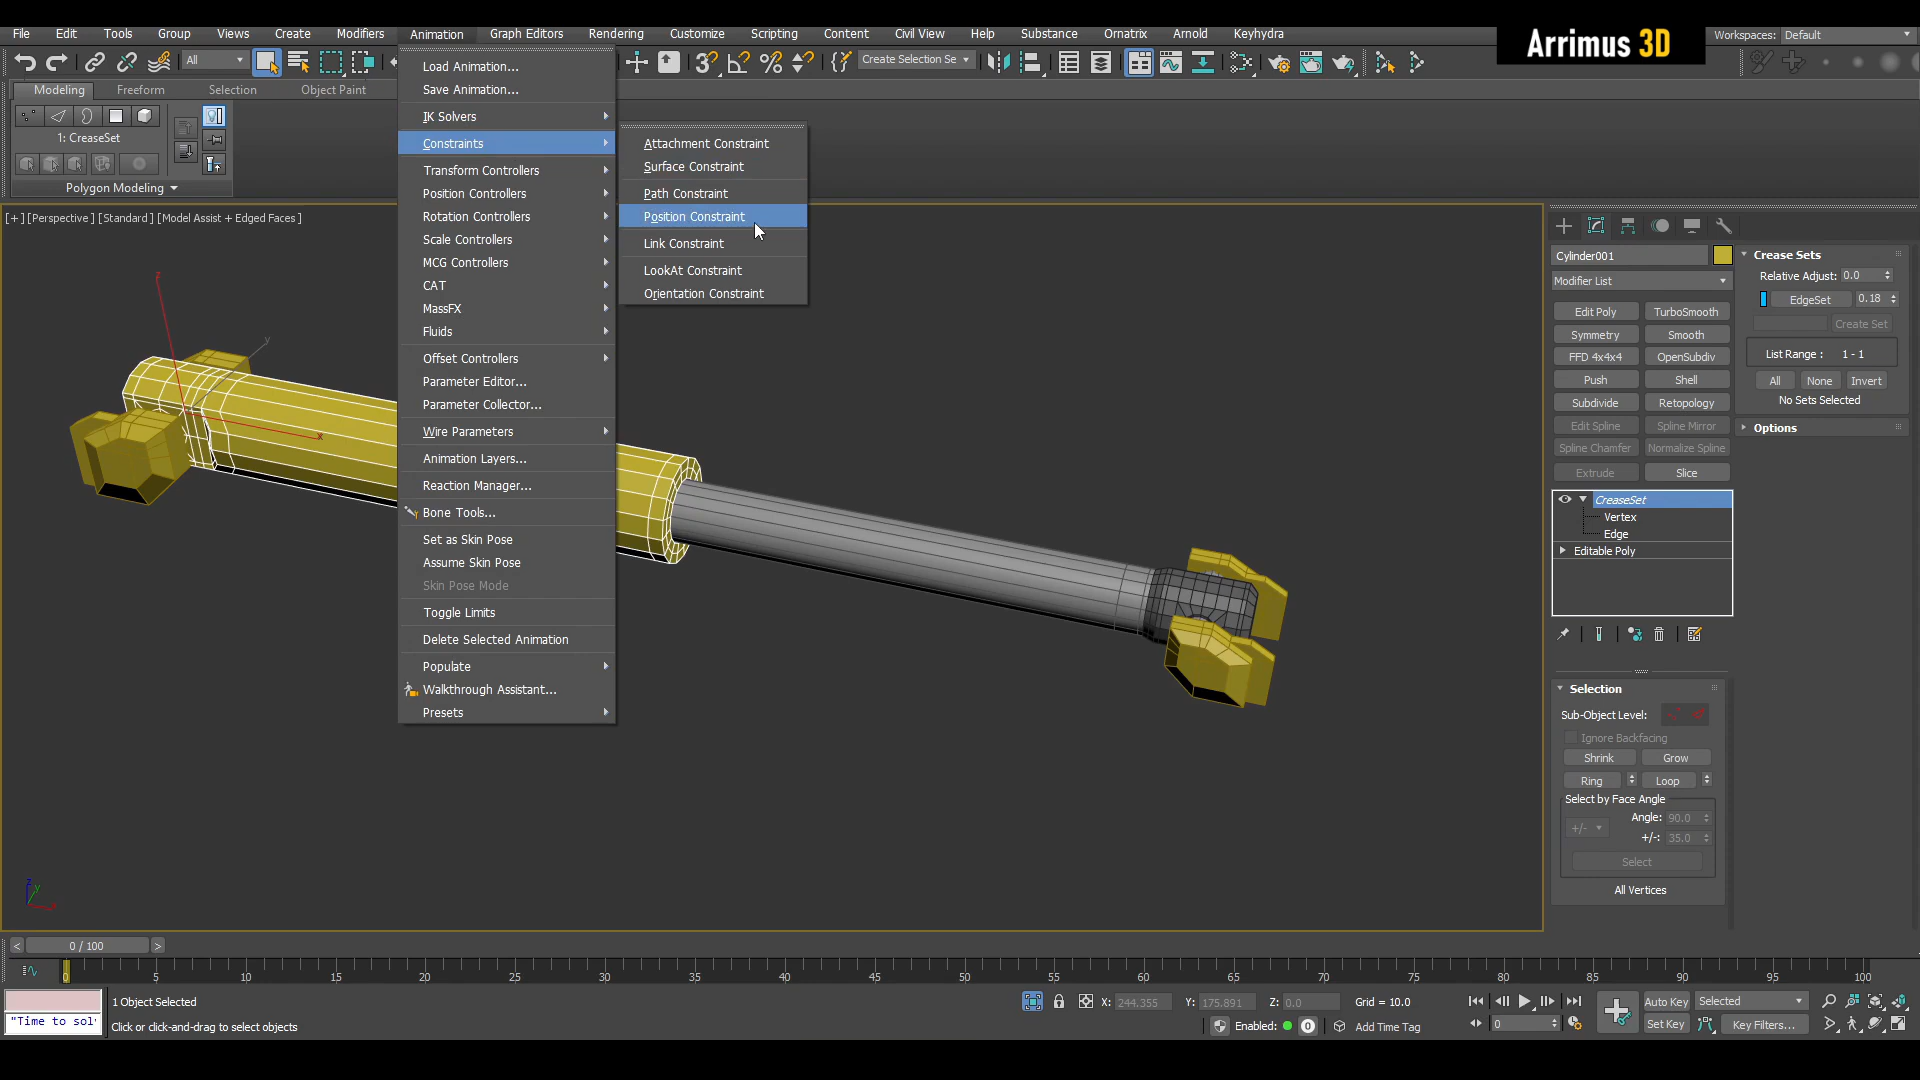 File Edit Tools Group Views Create Modifiers Animation Graph Editors Rendering Customize Scripting Content Civil View Help Substance Ornatrix Arnold Keyhydra
Arrimus 3D
Workspaces: Default
All
Create Selection Se
Modeling Freeform Selection Object Paint
1: CreaseSet
Polygon Modeling
[+] [Perspective ] [Standard ] [Model Assist + Edged Faces ]
Load Animation...
Save Animation...
IK Solvers
Constraints
Transform Controllers
Position Controllers
Rotation Controllers
Scale Controllers
MCG Controllers
CAT
MassFX
Fluids
Offset Controllers
Parameter Editor...
Parameter Collector...
Wire Parameters
Animation Layers...
Reaction Manager...
Bone Tools...
Set as Skin Pose
Assume Skin Pose
Skin Pose Mode
Toggle Limits
Delete Selected Animation
Populate
Walkthrough Assistant...
Presets
Attachment Constraint
Surface Constraint
Path Constraint
Position Constraint
Link Constraint
LookAt Constraint
Orientation Constraint
z
y
x
Cylinder001
Modifier List
Edit Poly TurboSmooth
Symmetry Smooth
FFD 4x4x4 OpenSubdiv
Push Shell
Subdivide Retopology
Edit Spline Spline Mirror
Spline Chamfer Normalize Spline
Extrude Slice
CreaseSet
Vertex
Edge
Editable Poly
Selection
Sub-Object Level:
Ignore Backfacing
Shrink Grow
Ring Loop
Select by Face Angle
Angle: 90.0
+/- +/-: 35.0
Select
All Vertices
Crease Sets
Relative Adjust: 0.0
EdgeSet 0.18
Create Set
List Range : 1 - 1
All None Invert
No Sets Selected
Options
< 0 / 100 >
0 5 10 15 20 25 30 35 40 45 50 55 60 65 70 75 80 85 90 95 100
"Time to sol
1 Object Selected
Click or click-and-drag to select objects
X: 244.355 Y: 175.891 Z: 0.0 Grid = 10.0
Enabled: 0 Add Time Tag
0
Auto Key Selected
Set Key Key Filters...